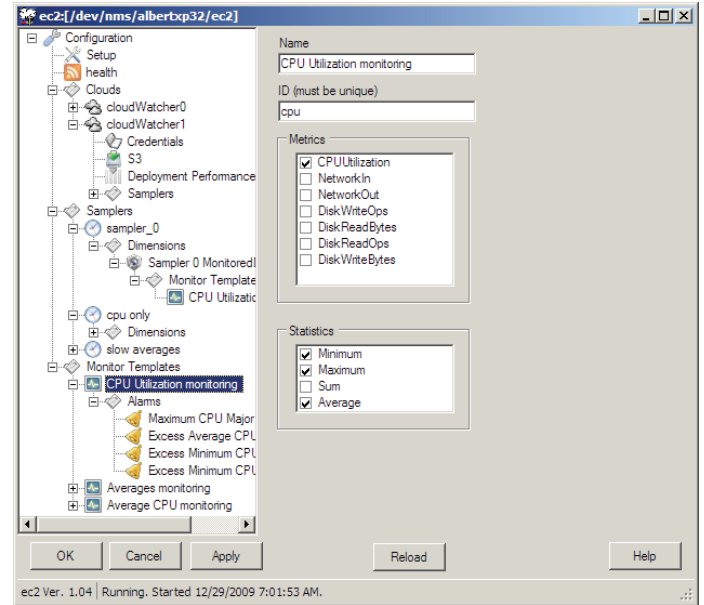 ec2:[/dev/nms/albertxp32/ec2]
Configuration
Setup
health
Clouds
cloudWatcher0
cloudWatcher1
Credentials
S3
Deployment Performance
Samplers
Samplers
sampler_0
Dimensions
Sampler 0 MonitoredI
Monitor Template
CPU Utilizatic
cpu only
Dimensions
slow averages
Monitor Templates
CPU Utilization monitoring
Alarms
Maximum CPU Major
Excess Average CPU
Excess Minimum CPU
Excess Minimum CPU
Averages monitoring
Average CPU monitoring
Name
CPU Utilization monitoring
ID (must be unique)
cpu
Metrics
CPUUtilization
NetworkIn
NetworkOut
DiskWriteOps
DiskReadBytes
DiskReadOps
DiskWriteBytes
Statistics
Minimum
Maximum
Sum
Average
OK Cancel Apply Reload Help
ec2 Ver. 1.04 Running. Started 12/29/2009 7:01:53 AM.